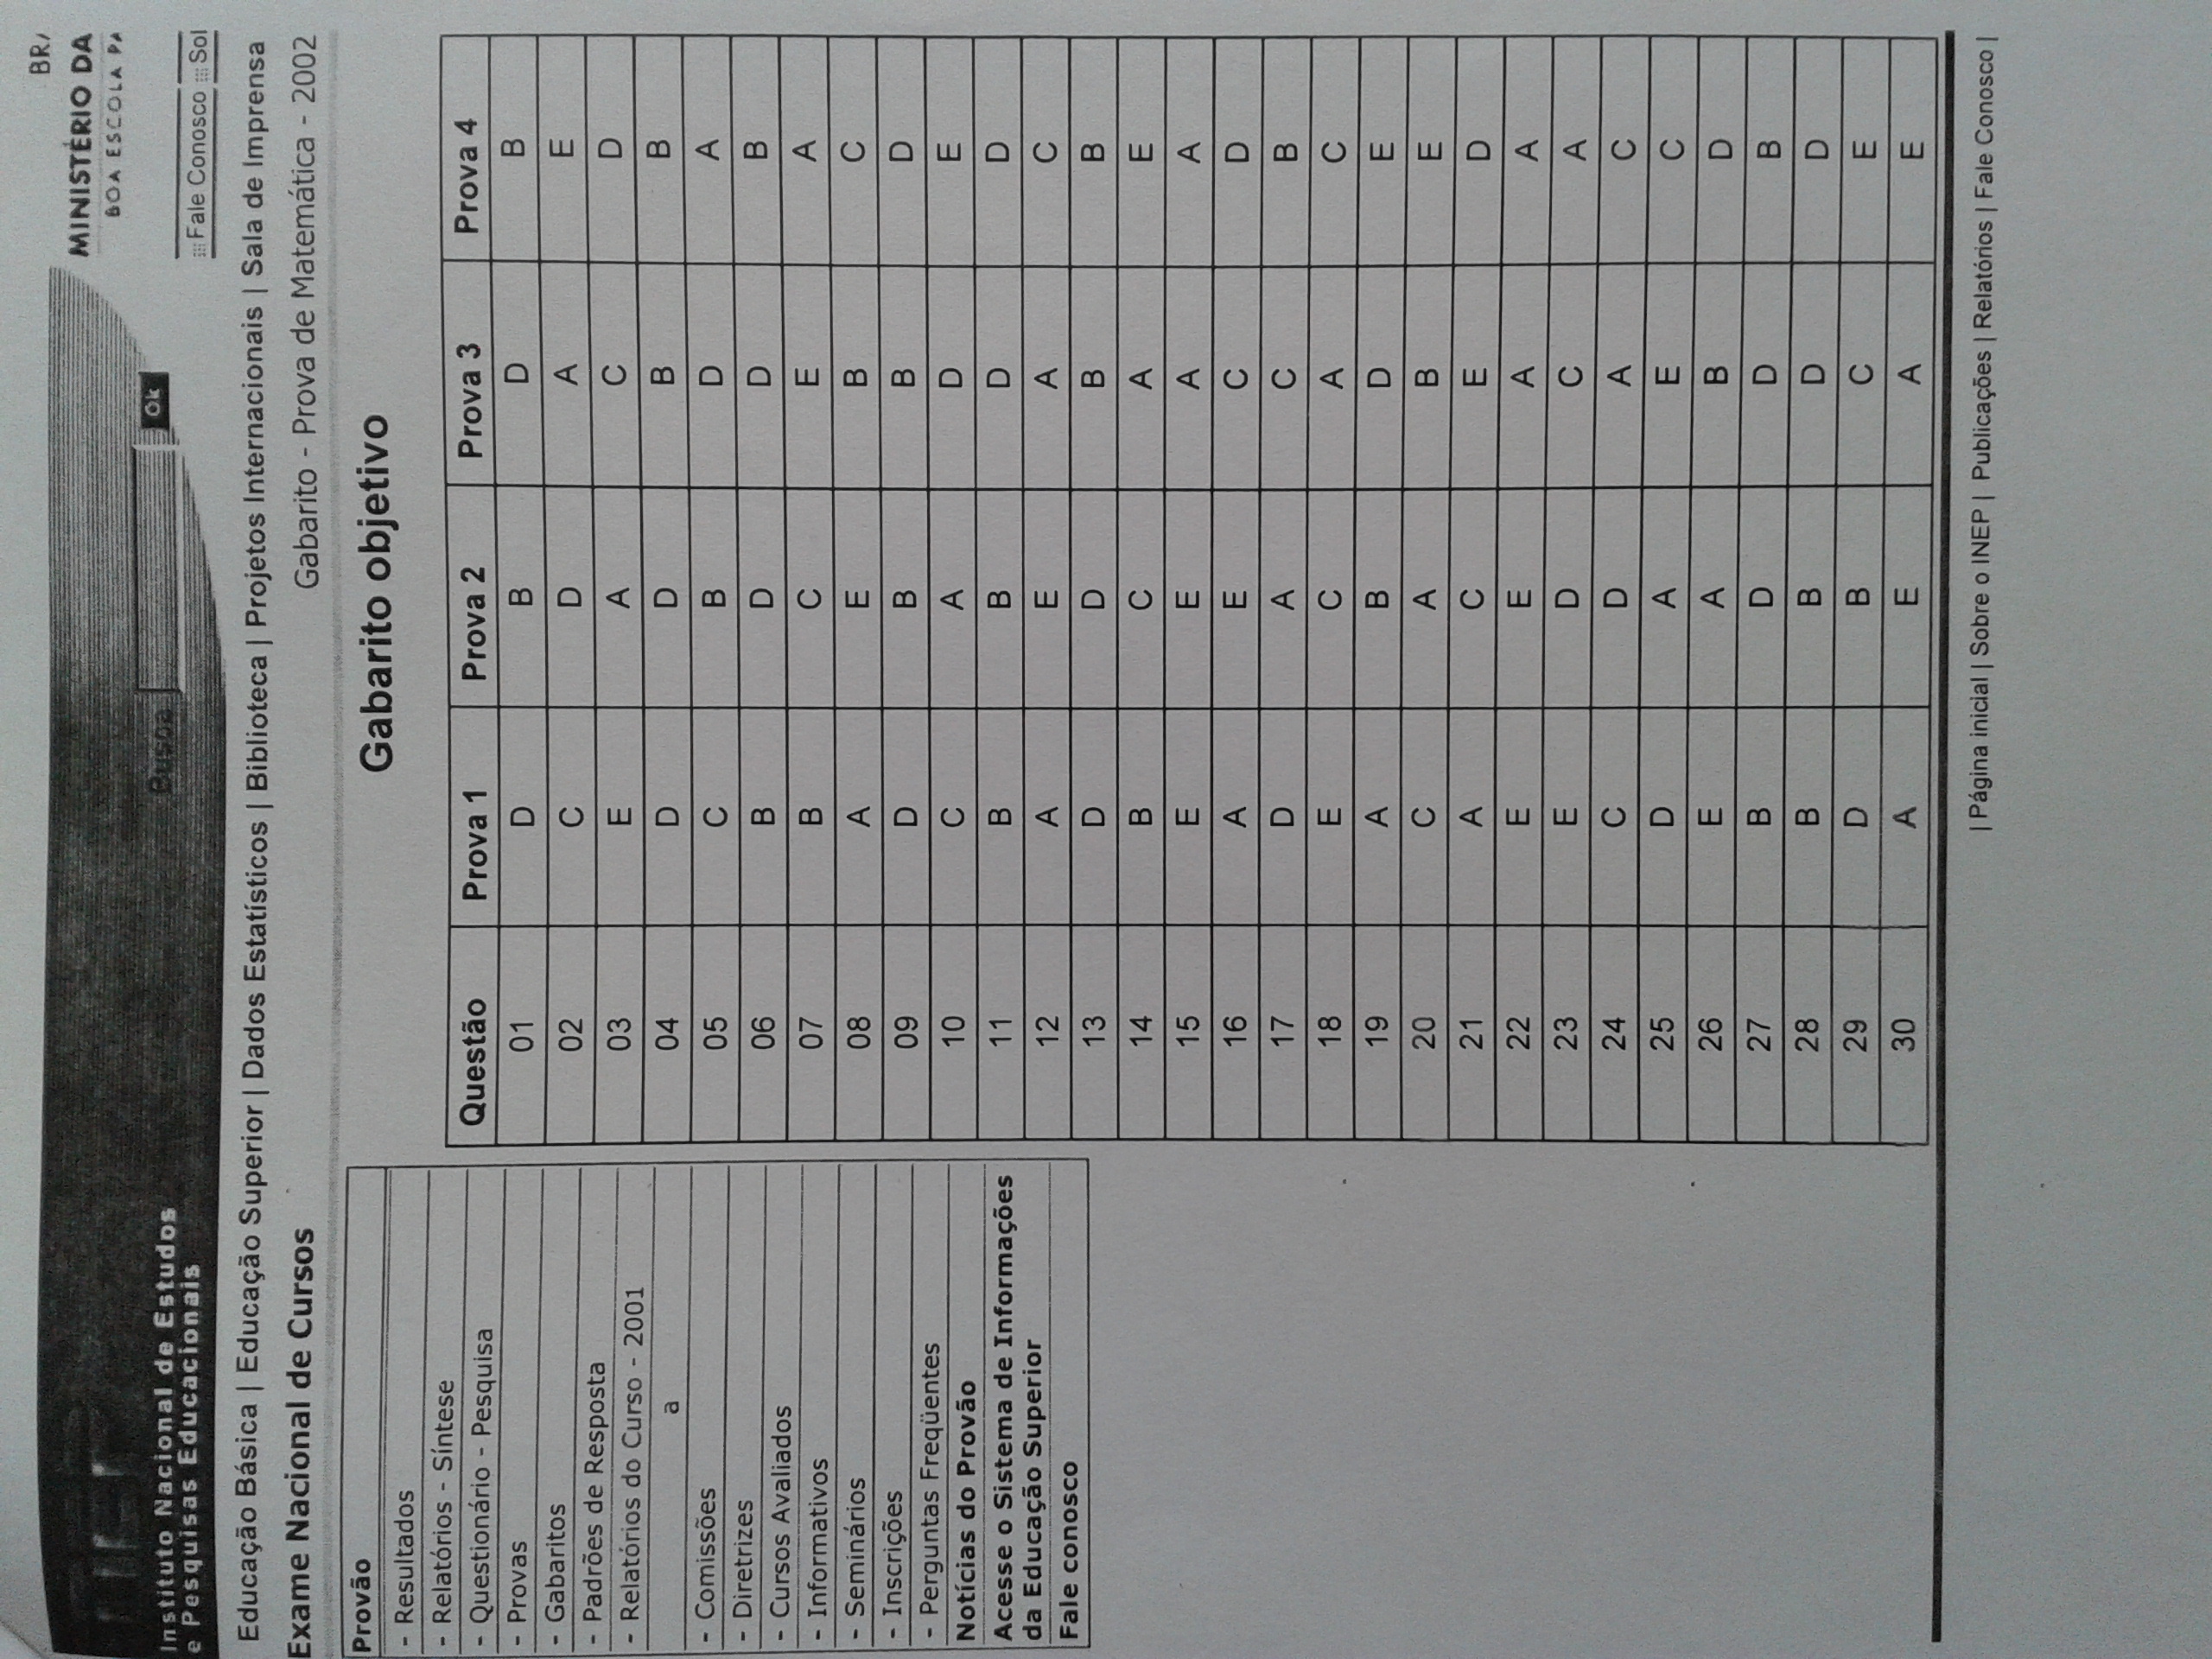 BR
MINISTÉRIO DA
BOA ESCOLA PA
Instituto Nacional de Estudos
e Pesquisas Educacionais
Busca
Ok
Fale Conosco
Sol
Educação Básica | Educação Superior | Dados Estatísticos | Biblioteca | Projetos Internacionais | Sala de Imprensa
Exame Nacional de Cursos
Gabarito - Prova de Matemática - 2002
Provão
- Resultados
- Relatórios - Síntese
- Questionário - Pesquisa
- Provas
- Gabaritos
- Padrões de Resposta
- Relatórios do Curso - 2001
a
- Comissões
- Diretrizes
- Cursos Avaliados
- Informativos
- Seminários
- Inscrições
- Perguntas Freqüentes
Notícias do Provão
Acesse o Sistema de Informações
da Educação Superior
Fale conosco
Gabarito objetivo
Questão Prova 1 Prova 2 Prova 3 Prova 4
01 D B D B
02 C D A E
03 E A C D
04 D D B B
05 C B D A
06 B D D B
07 B C E A
08 A E B C
09 D B B D
10 C A D E
11 B B D D
12 A E A C
13 D D B B
14 B C A E
15 E E A A
16 A E C D
17 D A C B
18 E C A C
19 A B D E
20 C A B E
21 A C E D
22 E E A A
23 E D C A
24 C D A C
25 D A E C
26 E A B D
27 B D D B
28 B B D D
29 D B C E
30 A E A E
| Página inicial | Sobre o INEP | Publicações | Relatórios | Fale Conosco |